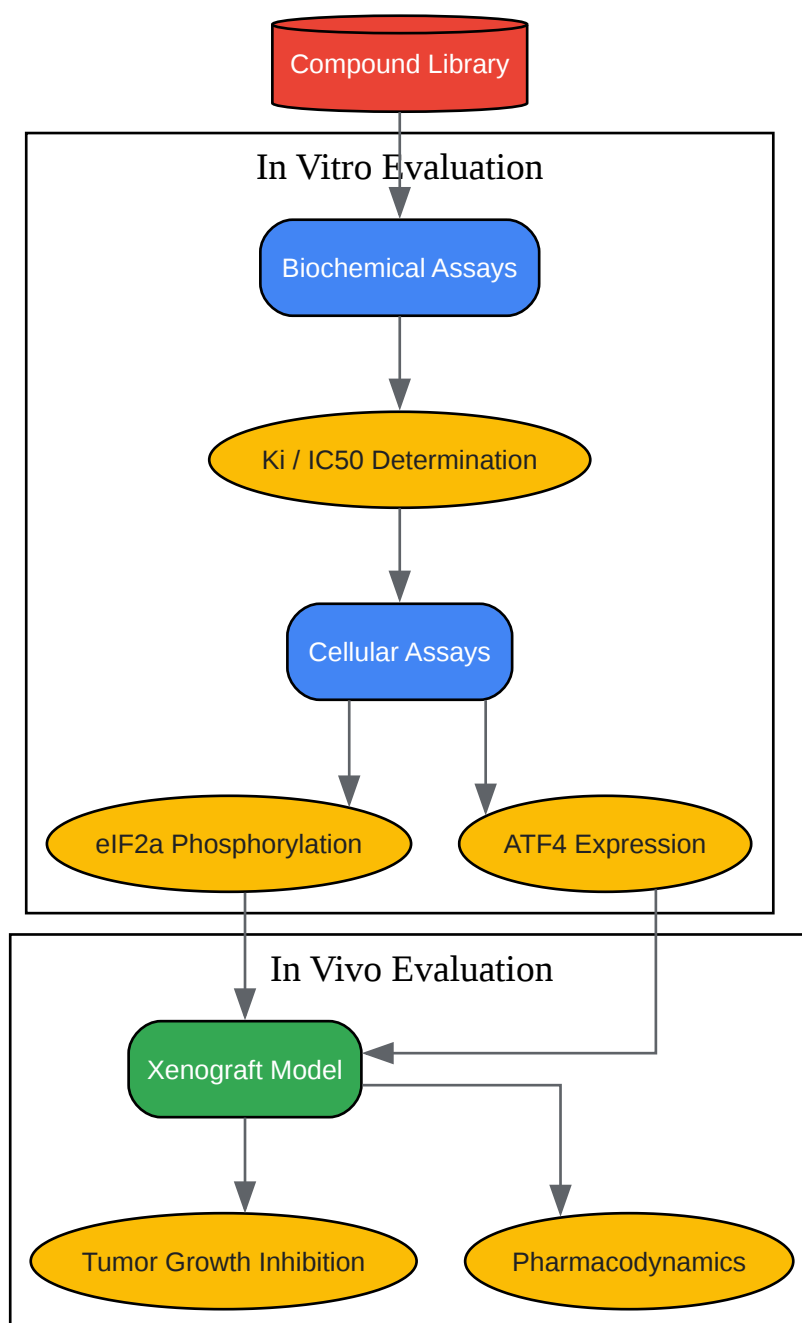 Compound Library
In Vitro Evaluation
Biochemical Assays
Ki / IC50 Determination
Cellular Assays
eIF2a Phosphorylation
ATF4 Expression
In Vivo Evaluation
Xenograft Model
Tumor Growth Inhibition
Pharmacodynamics